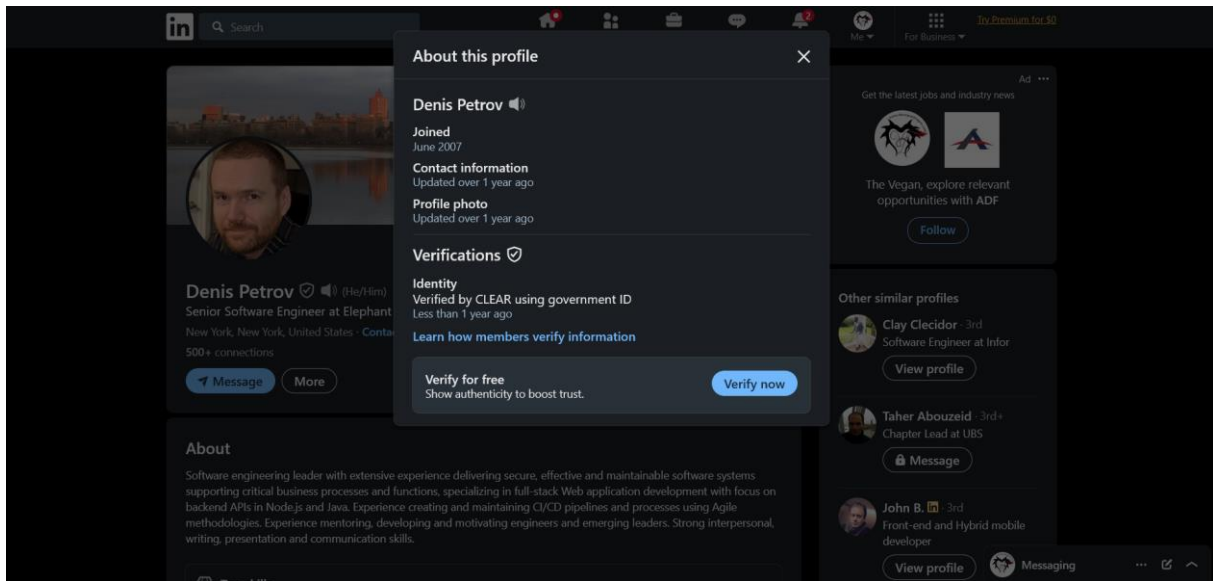 in
Search
2
Me
For Business
Try Premium for $0
About this profile
Denis Petrov
Joined
June 2007
Contact information
Updated over 1 year ago
Profile photo
Updated over 1 year ago
Verifications
Identity
Verified by CLEAR using government ID
Less than 1 year ago
Learn how members verify information
Verify for free
Show authenticity to boost trust.
Verify now
Denis Petrov (He/Him)
Senior Software Engineer at Elephant
New York, New York, United States · Conta
500+ connections
Message
More
About
Software engineering leader with extensive experience delivering secure, effective and maintainable software systems
supporting critical business processes and functions, specializing in full-stack Web application development with focus on
backend APIs in Node.js and Java. Experience creating and maintaining CI/CD pipelines and processes using Agile
methodologies. Experience mentoring, developing and motivating engineers and emerging leaders. Strong interpersonal,
writing, presentation and communication skills.
Ad ···
Get the latest jobs and industry news
The Vegan, explore relevant
opportunities with ADF
Follow
Other similar profiles
Clay Clecidor · 3rd
Software Engineer at Infor
View profile
Taher Abouzeid · 3rd+
Chapter Lead at UBS
Message
John B. in · 3rd
Front-end and Hybrid mobile
developer
View profile
Messaging